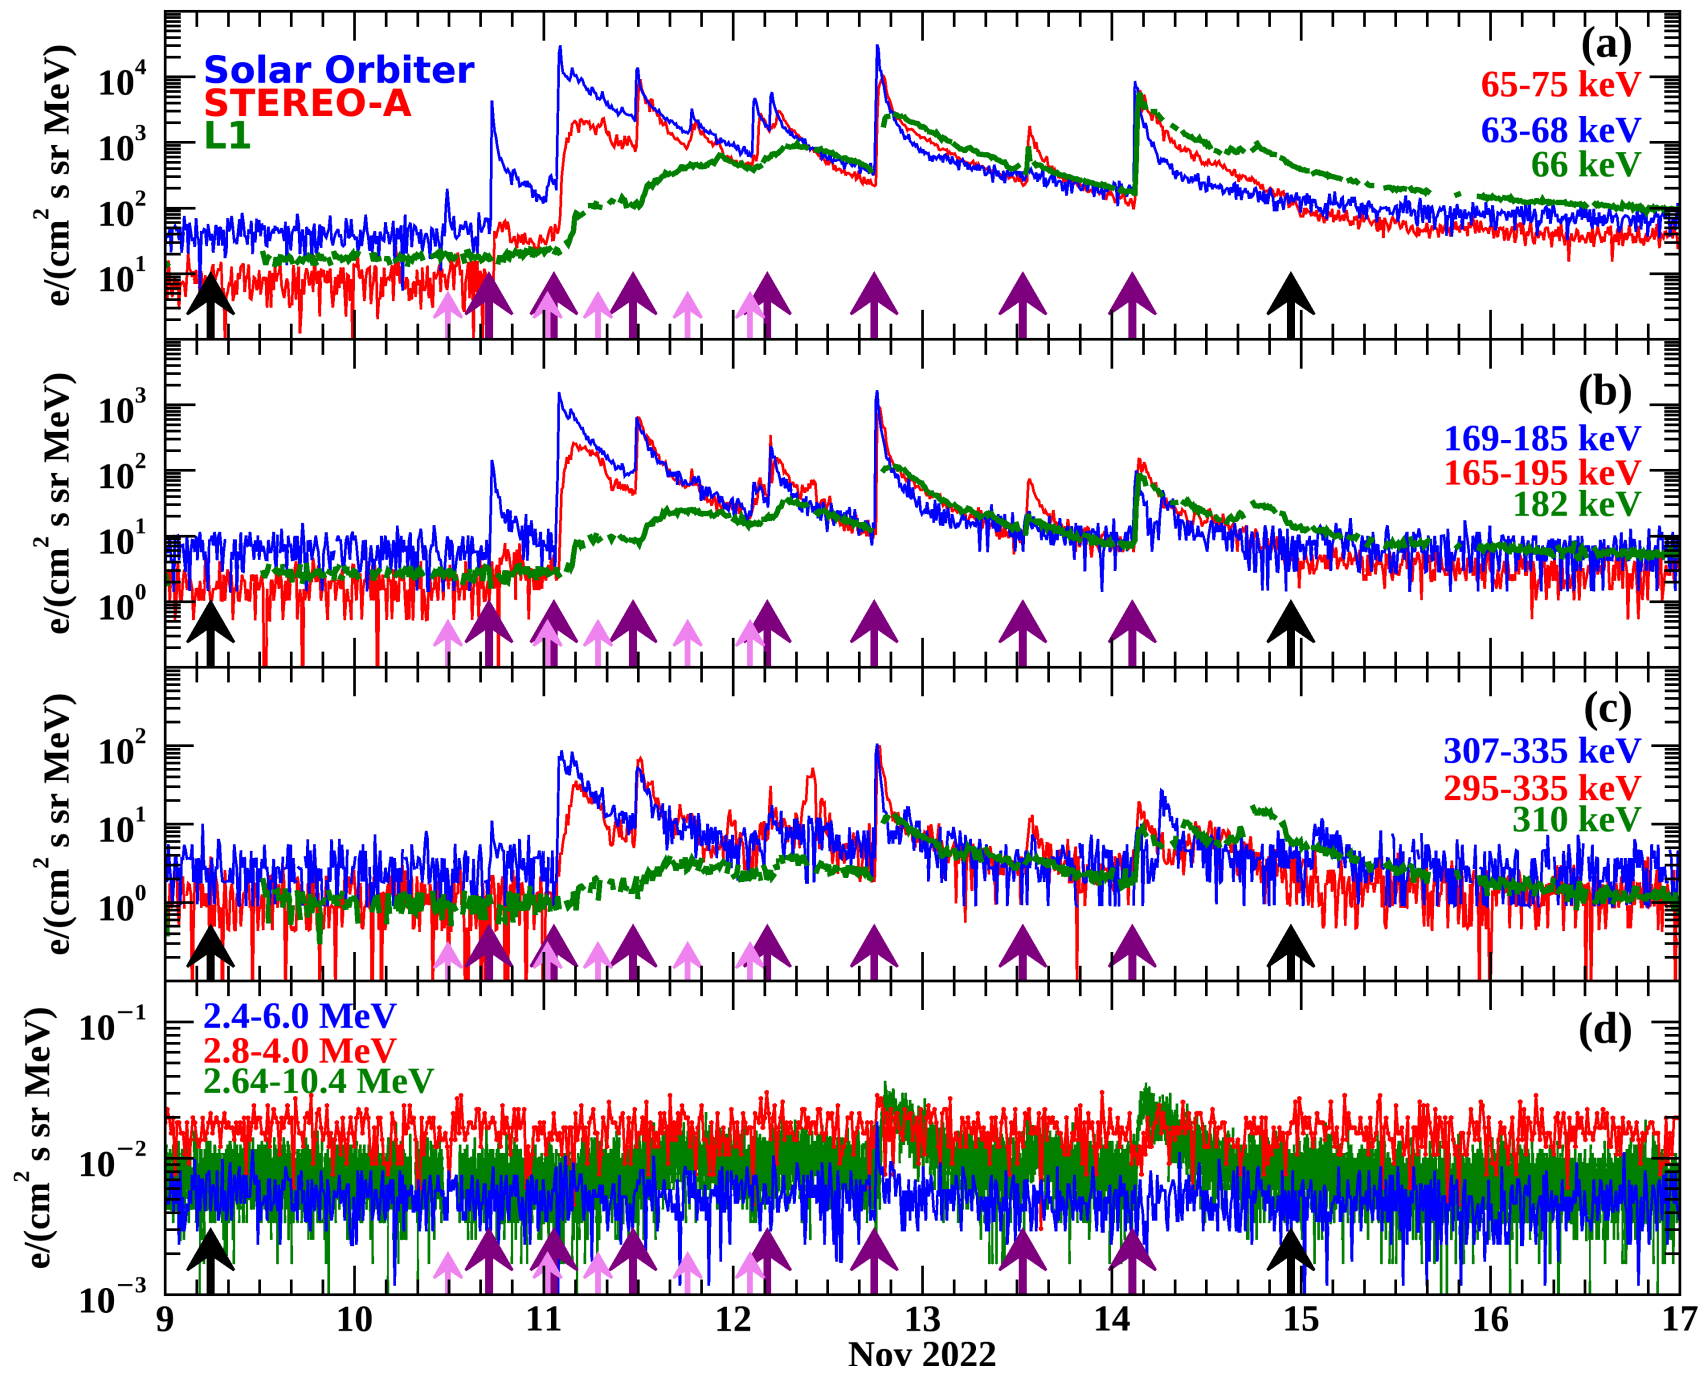 (a)
Solar Orbiter
STEREO-A
L1
65-75 keV
63-68 keV
66 keV
10⁴
10³
10²
10¹
e/(cm² s sr MeV)
(b)
169-185 keV
165-195 keV
182 keV
10³
10²
10¹
10⁰
e/(cm² s sr MeV)
(c)
307-335 keV
295-335 keV
310 keV
10²
10¹
10⁰
e/(cm² s sr MeV)
(d)
2.4-6.0 MeV
2.8-4.0 MeV
2.64-10.4 MeV
10⁻¹
10⁻²
10⁻³
e/(cm² s sr MeV)
9 10 11 12 13 14 15 16 17
Nov 2022